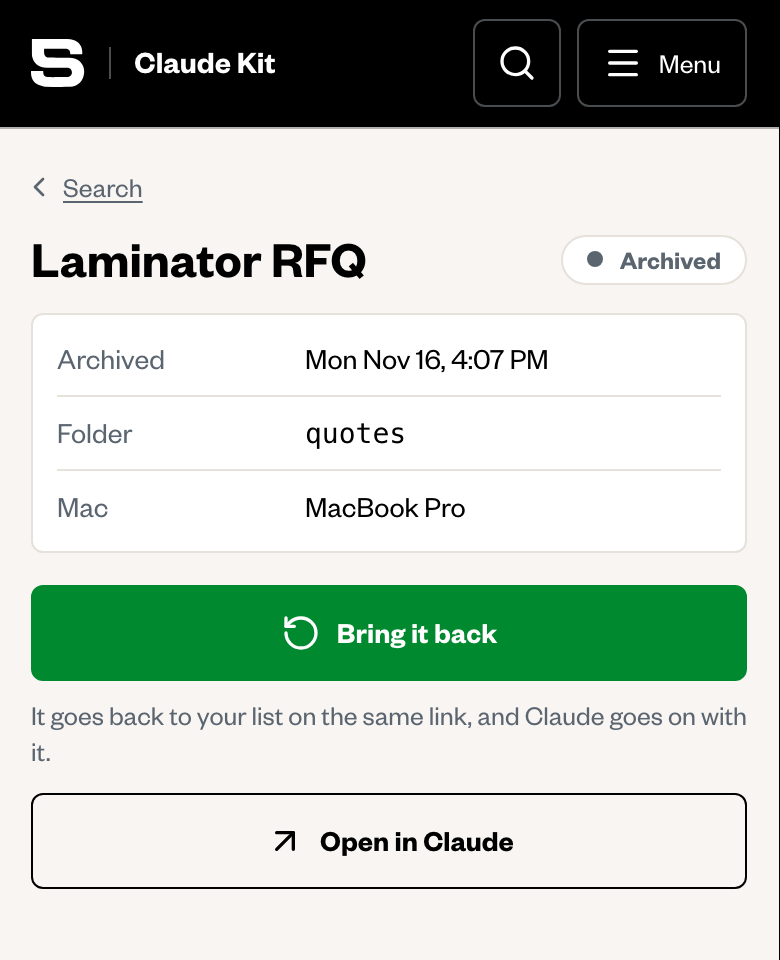 S
Claude Kit
Menu
Search
Laminator RFQ
Archived
Archived
Mon Nov 16, 4:07 PM
Folder
quotes
Mac
MacBook Pro
Bring it back
It goes back to your list on the same link, and Claude goes on with
it.
Open in Claude